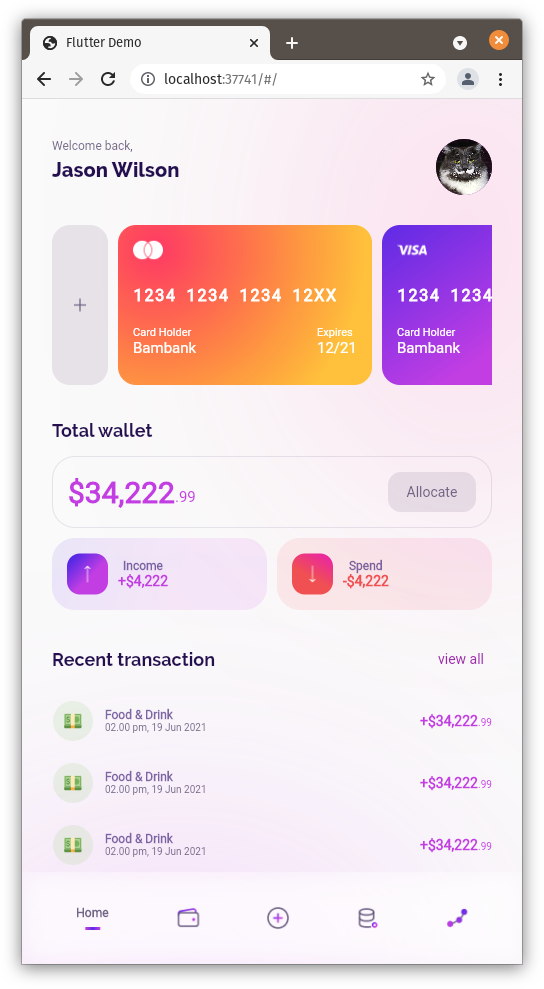 Flutter Demo
localhost:37741/#/
Welcome back,
Jason Wilson
VISA
1234 1234 1234 12XX
1234 1234
Card Holder
Expires
Card Holder
Bambank
12/21
Bambank
Total wallet
$34,222.99
Allocate
Income
+$4,222
Spend
-$4,222
Recent transaction
view all
Food & Drink
02.00 pm, 19 Jun 2021
+$34,222.99
Food & Drink
02.00 pm, 19 Jun 2021
+$34,222.99
Food & Drink
02.00 pm, 19 Jun 2021
+$34,222.99
Home